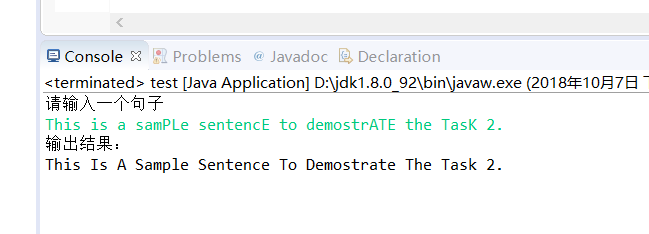 Console Problems @ Javadoc Declaration
<terminated> test [Java Application] D:\jdk1.8.0_92\bin\javaw.exe (2018年10月7日
请输入一个句子
This is a samPLe sentencE to demostrATE the TasK 2.
输出结果：
This Is A Sample Sentence To Demostrate The Task 2.